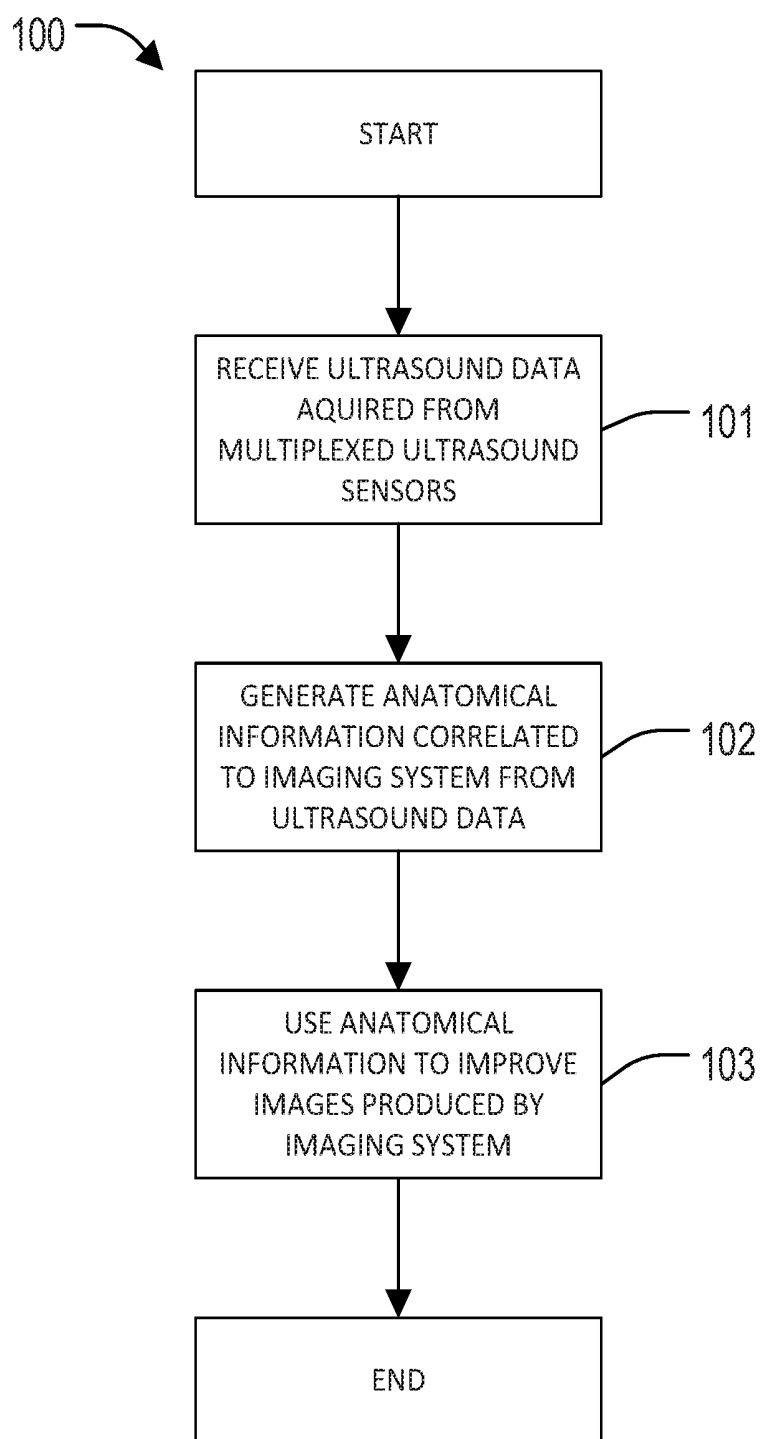 100
START
RECEIVE ULTRASOUND DATA
AQUIRED FROM
MULTIPLEXED ULTRASOUND
SENSORS
101
GENERATE ANATOMICAL
INFORMATION CORRELATED
TO IMAGING SYSTEM FROM
ULTRASOUND DATA
102
USE ANATOMICAL
INFORMATION TO IMPROVE
IMAGES PRODUCED BY
IMAGING SYSTEM
103
END